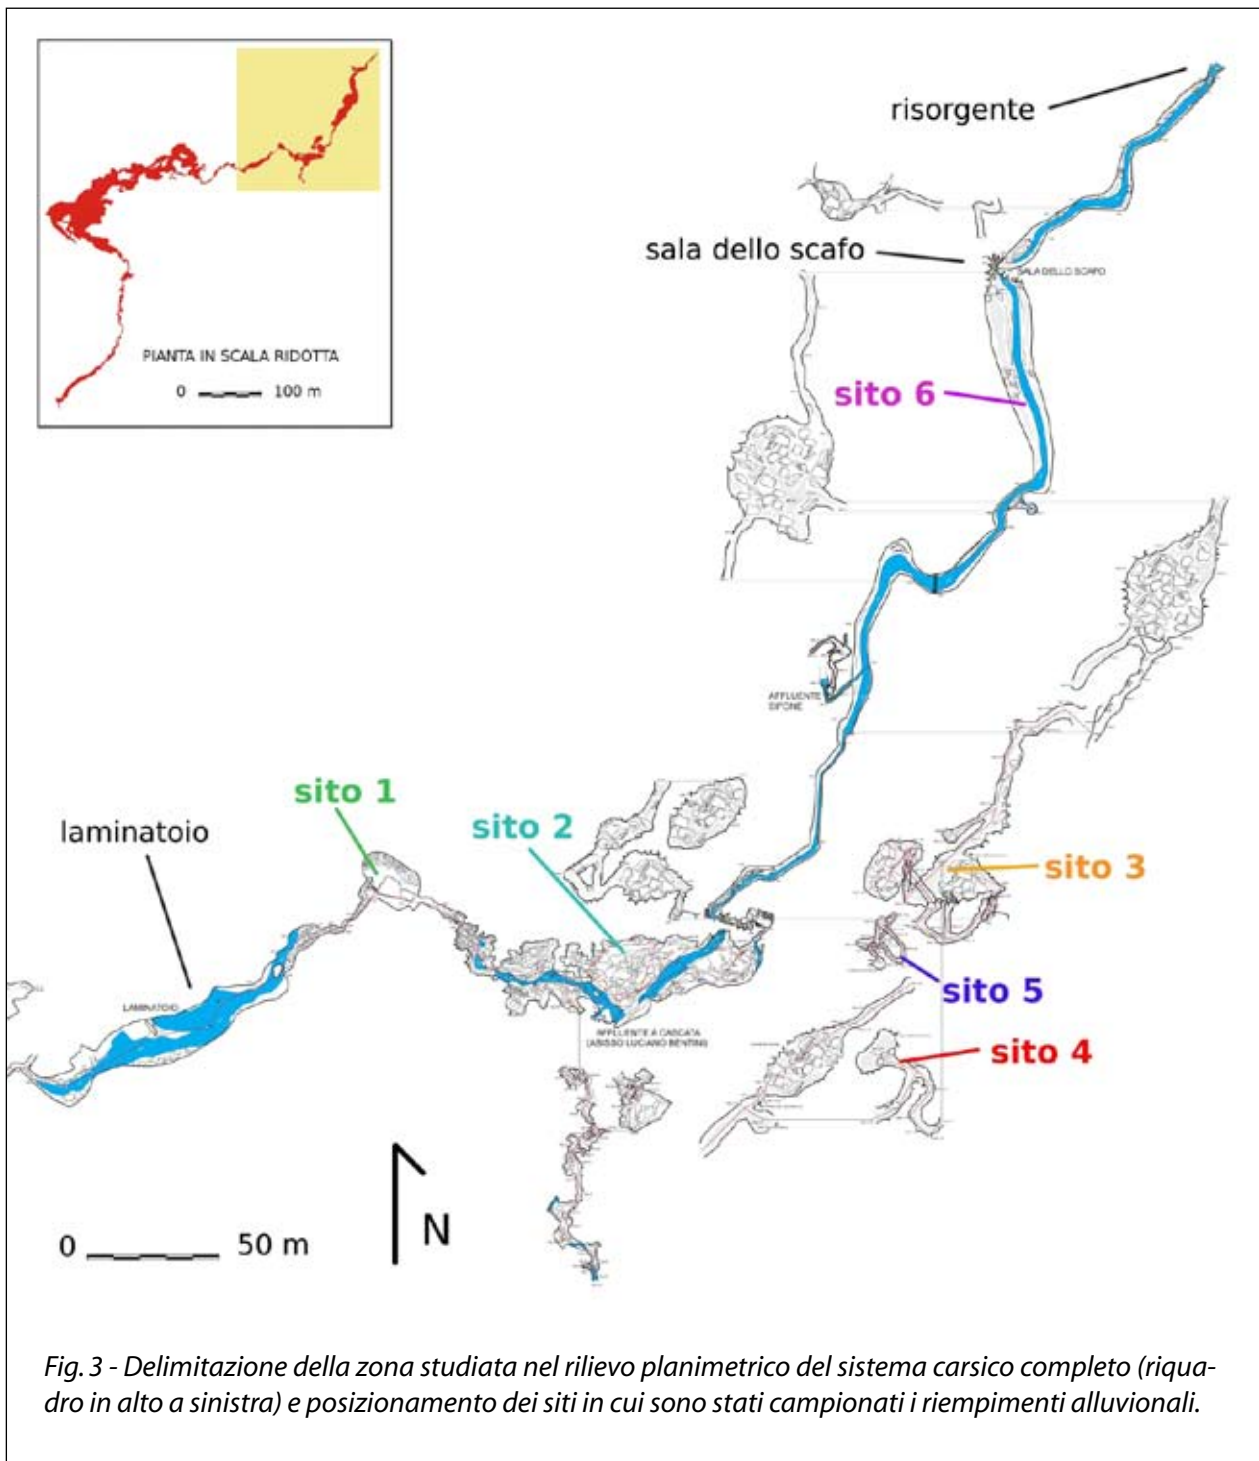 risorgente
sala dello scafo
SALA DELLO SCAFO
PIANTA IN SCALA RIDOTTA
0 100 m
sito 6
AFFLUENTE
SIFONE
sito 1
sito 2
laminatoio
sito 3
sito 5
LAMINATOIO
AFFLUENTE A CASCATA
(ABISSO LUCIANO BENTINI)
sito 4
0 50 m
N
Fig. 3 - Delimitazione della zona studiata nel rilievo planimetrico del sistema carsico completo (riqua-
dro in alto a sinistra) e posizionamento dei siti in cui sono stati campionati i riempimenti alluvionali.